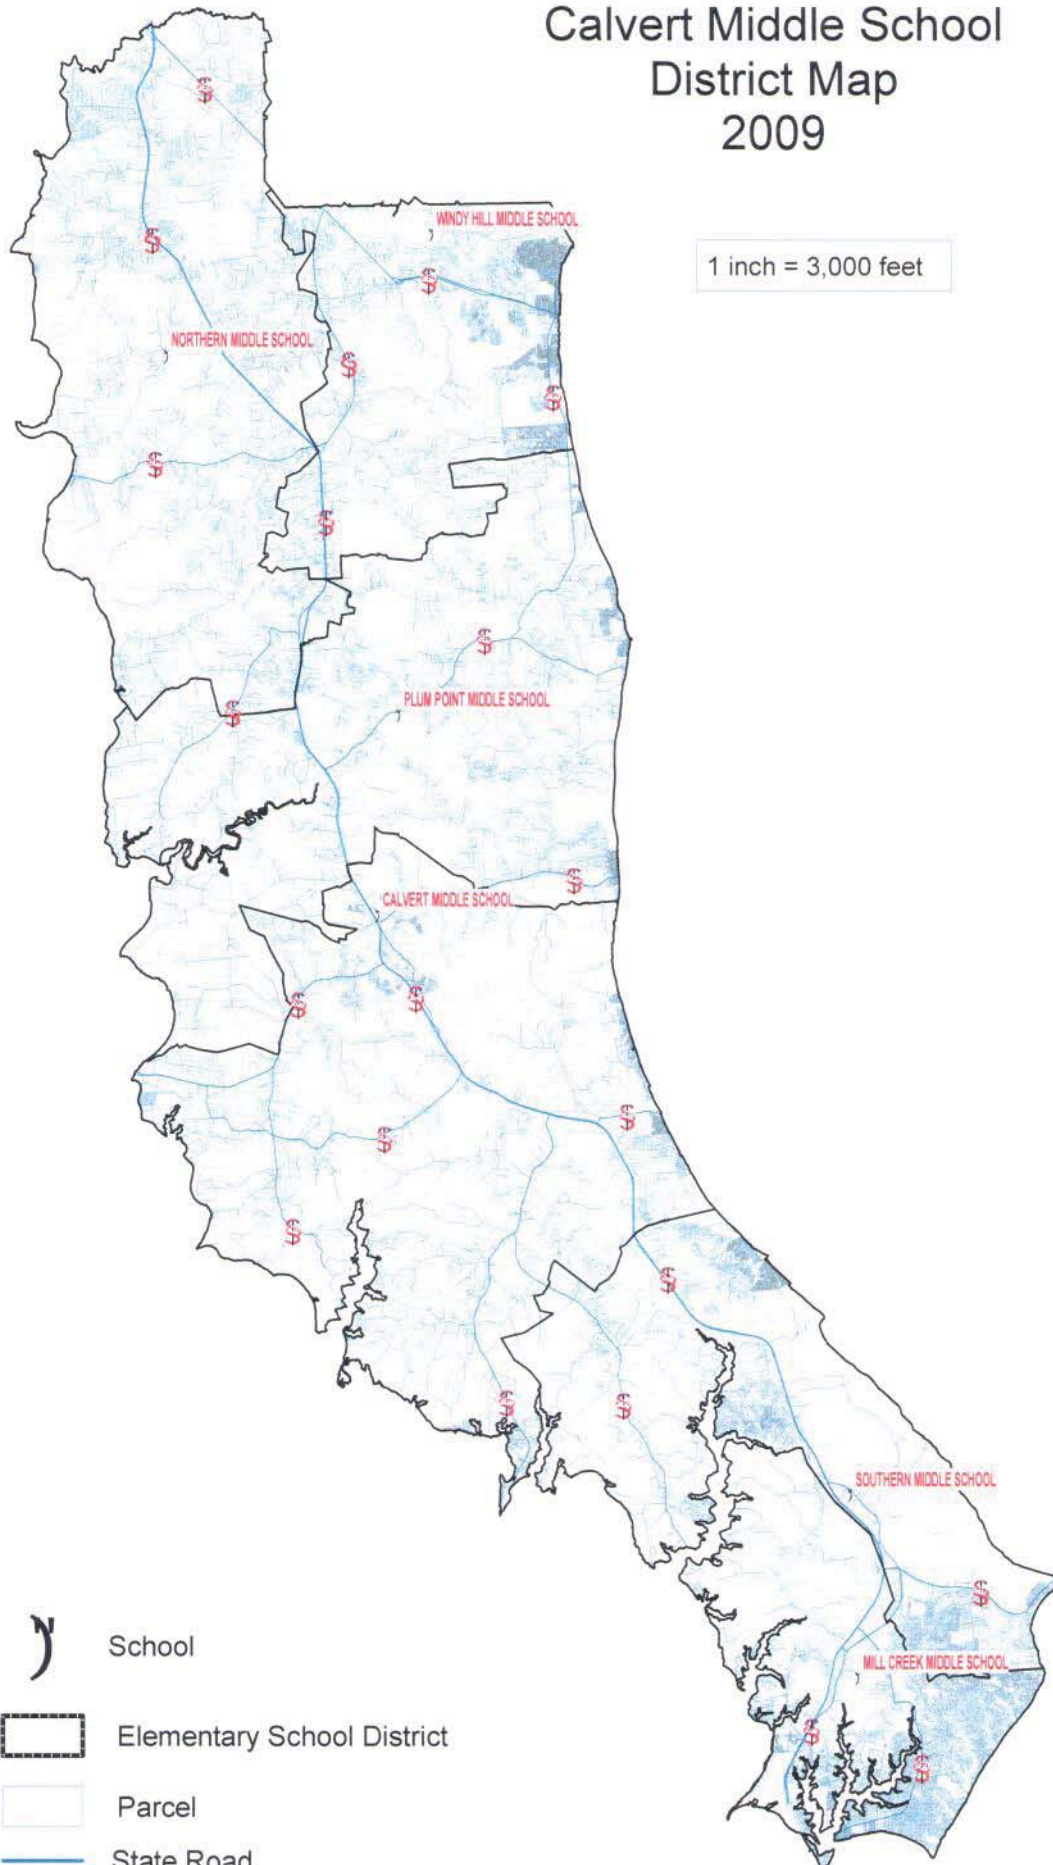 Calvert Middle School
District Map
2009
WINDY HILL MIDDLE SCHOOL
1 inch = 3,000 feet
NORTHERN MIDDLE SCHOOL
PLUM POINT MIDDLE SCHOOL
CALVERT MIDDLE SCHOOL
SOUTHERN MIDDLE SCHOOL
MILL CREEK MIDDLE SCHOOL
School
Elementary School District
Parcel
State Road